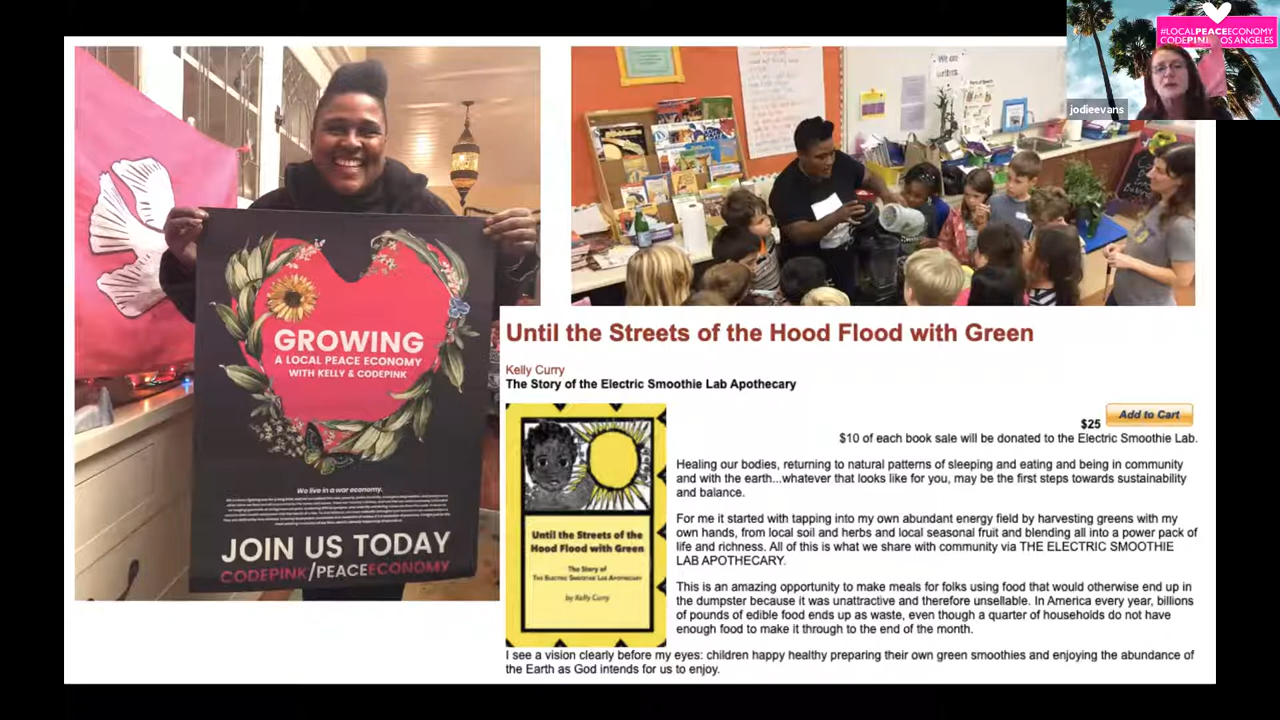 #LOCALPEACEECONOMY
CODEPINK LOS ANGELES
jodieevans
We are
writers.
GROWING
A LOCAL PEACE ECONOMY
WITH KELLY & CODEPINK
We live in a war economy.
JOIN US TODAY
CODEPINK/PEACEECONOMY
Until the Streets of the Hood Flood with Green
Kelly Curry
The Story of the Electric Smoothie Lab Apothecary
Until the Streets of the
Hood Flood with Green
The Story of
The Electric Smoothie Lab Apothecary
by Kelly Curry
$25
Add to Cart
$10 of each book sale will be donated to the Electric Smoothie Lab.
Healing our bodies, returning to natural patterns of sleeping and eating and being in community
and with the earth...whatever that looks like for you, may be the first steps towards sustainability
and balance.
For me it started with tapping into my own abundant energy field by harvesting greens with my
own hands, from local soil and herbs and local seasonal fruit and blending all into a power pack of
life and richness. All of this is what we share with community via THE ELECTRIC SMOOTHIE
LAB APOTHECARY.
This is an amazing opportunity to make meals for folks using food that would otherwise end up in
the dumpster because it was unattractive and therefore unsellable. In America every year, billions
of pounds of edible food ends up as waste, even though a quarter of households do not have
enough food to make it through to the end of the month.
I see a vision clearly before my eyes: children happy healthy preparing their own green smoothies and enjoying the abundance of
the Earth as God intends for us to enjoy.